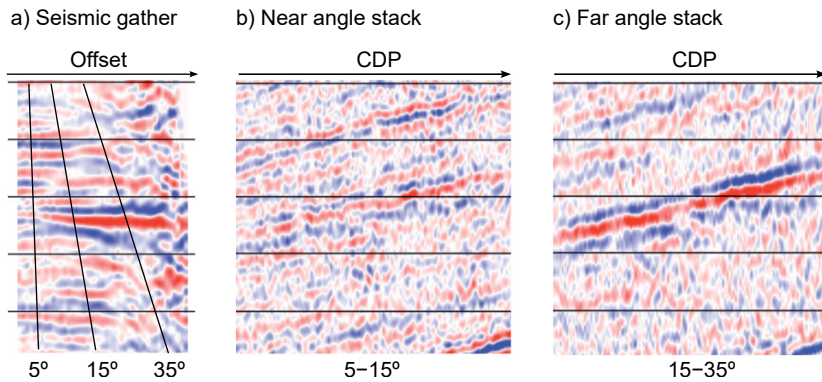 a) Seismic gather
b) Near angle stack
c) Far angle stack
Offset
CDP
CDP
5º 15º 35º
5–15º
15–35º